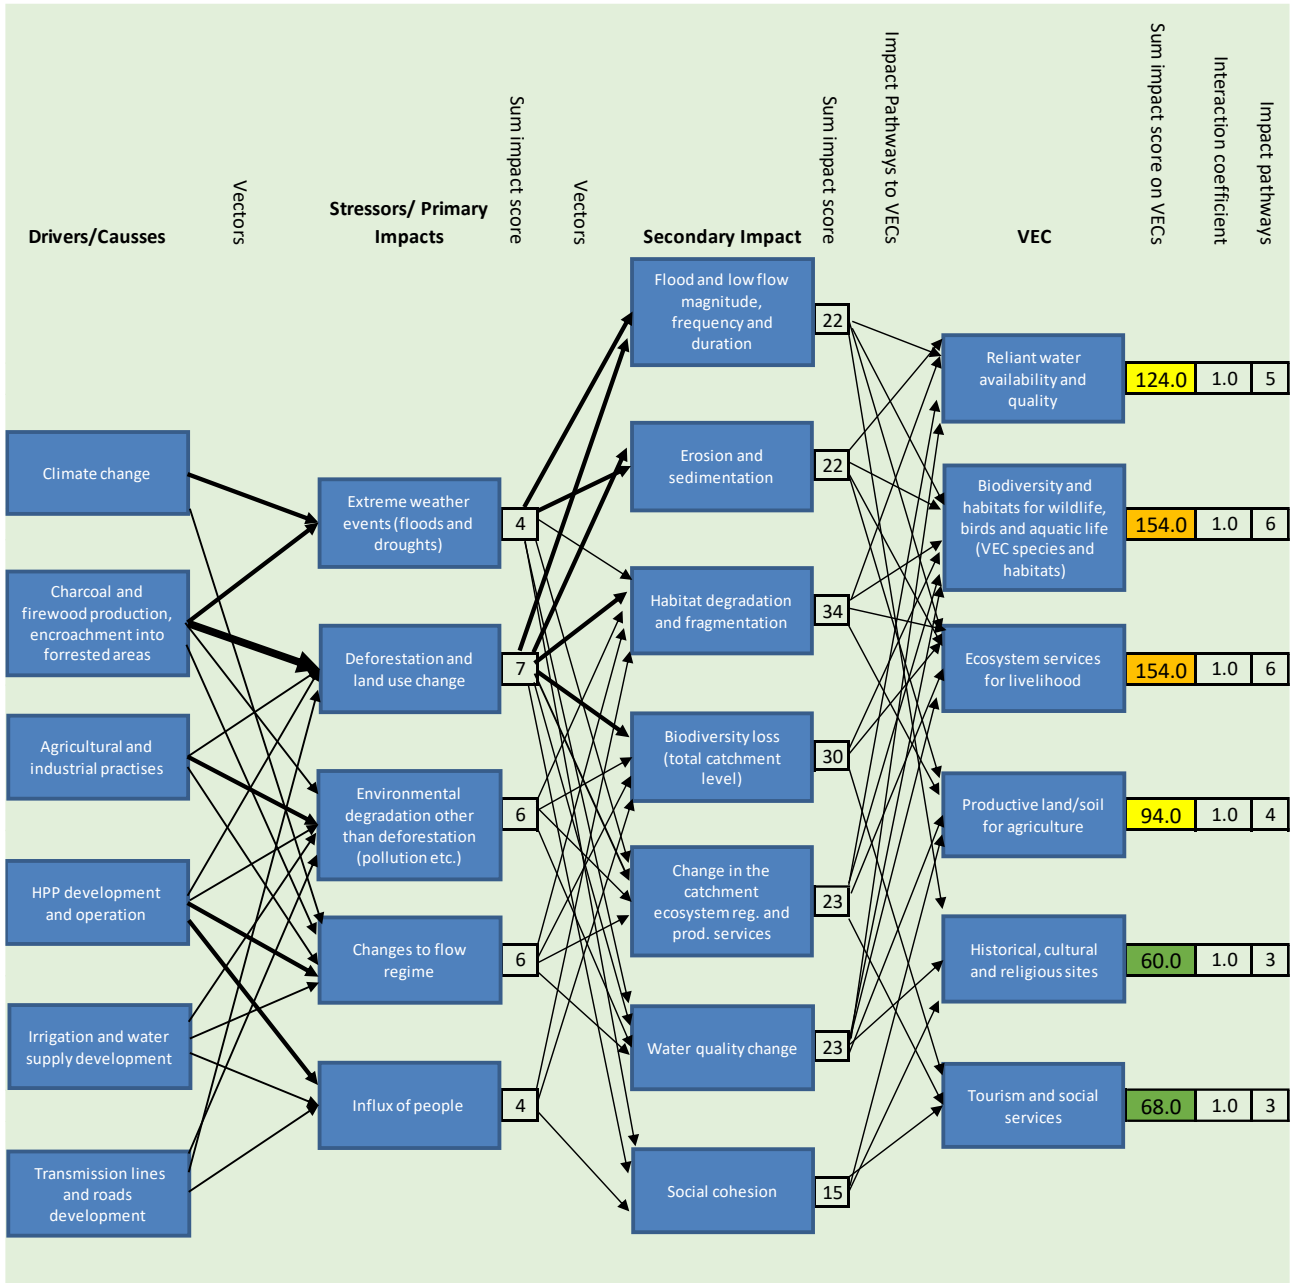 Drivers/Causses
Vectors
Stressors/ Primary
Impacts
Sum impact score
Vectors
Secondary Impact
Sum impact score
Impact Pathways to VECs
VEC
Sum impact score
on VECs
Interaction
coefficient
Impact pathways
Climate change
Charcoal and
firewood production,
encroachment into
forrested areas
Agricultural and
industrial practises
HPP development
and operation
Irrigation and water
supply development
Transmission lines
and roads
development
Extreme weather
events (floods and
droughts)
4
Deforestation and
land use change
7
Environmental
degradation other
than deforestation
(pollution etc.)
6
Changes to flow
regime
6
Influx of people
4
Flood and low flow
magnitude,
frequency and
duration
22
Erosion and
sedimentation
22
Habitat degradation
and fragmentation
34
Biodiversity loss
(total catchment
level)
30
Change in the
catchment
ecosystem reg. and
prod. services
23
Water quality change
23
Social cohesion
15
Reliant water
availability and
quality
124.0 1.0 5
Biodiversity and
habitats for wildlife,
birds and aquatic life
(VEC species and
habitats)
154.0 1.0 6
Ecosystem services
for livelihood
154.0 1.0 6
Productive land/soil
for agriculture
94.0 1.0 4
Historical, cultural
and religious sites
60.0 1.0 3
Tourism and social
services
68.0 1.0 3